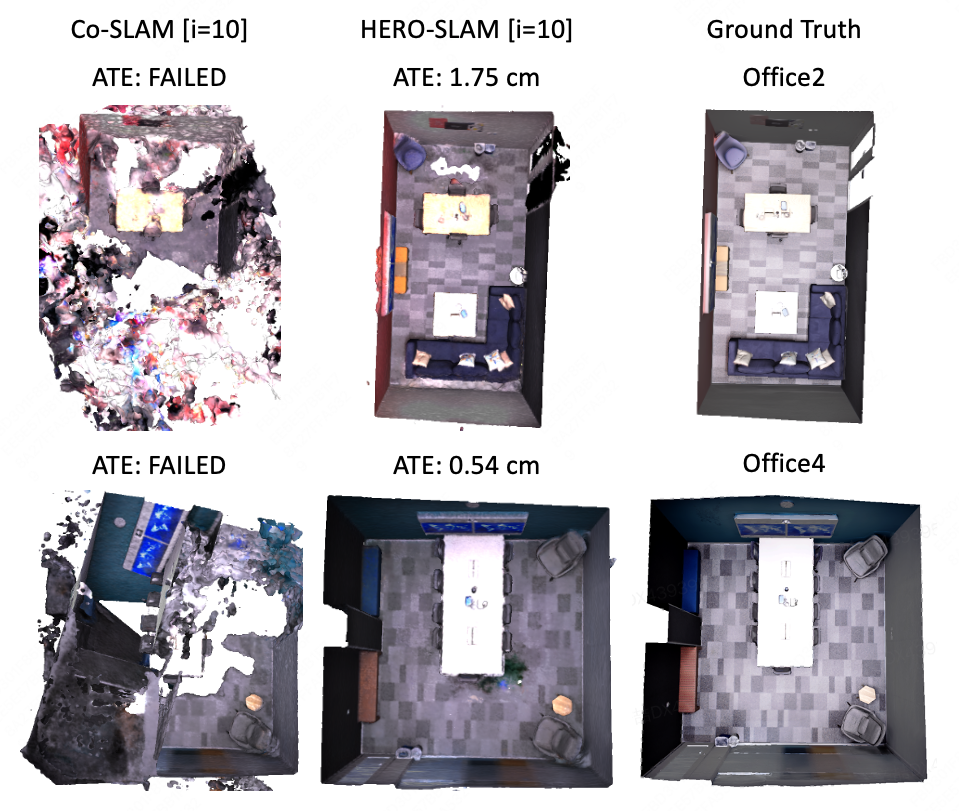 Co-SLAM [i=10] HERO-SLAM [i=10] Ground Truth
ATE: FAILED ATE: 1.75 cm Office2
ATE: FAILED ATE: 0.54 cm Office4